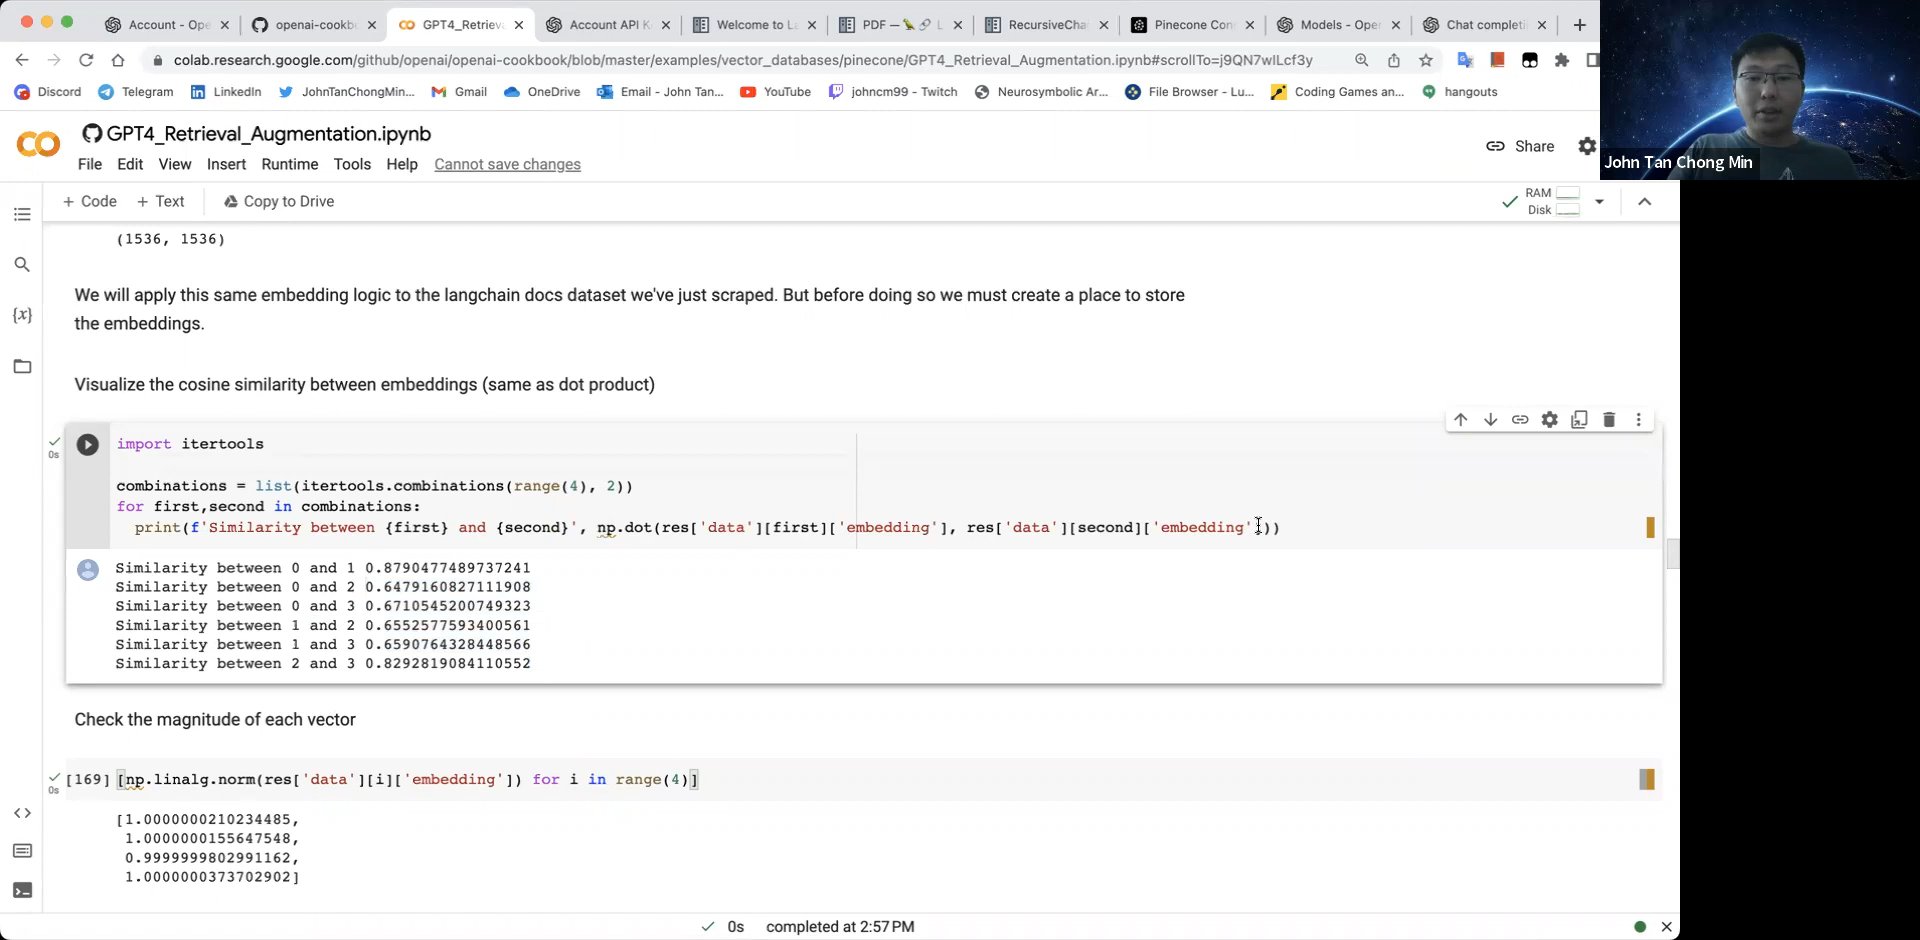 Account - Ope
openai-cookb
GPT4_Retriev
Account API K
Welcome to La
PDF — 🦜🔗 L
RecursiveCha
Pinecone Con
Models - Ope
Chat completi
colab.research.google.com/github/openai/openai-cookbook/blob/master/examples/vector_databases/pinecone/GPT4_Retrieval_Augmentation.ipynb#scrollTo=j9QN7wlLcf3y
Discord
Telegram
LinkedIn
JohnTanChongMin...
Gmail
OneDrive
Email - John Tan...
YouTube
johncm99 - Twitch
Neurosymbolic Ar...
File Browser - Lu...
Coding Games an...
hangouts
GPT4_Retrieval_Augmentation.ipynb
File Edit View Insert Runtime Tools Help Cannot save changes
Share
John Tan Chong Min
+ Code + Text Copy to Drive
RAM
Disk
(1536, 1536)
We will apply this same embedding logic to the langchain docs dataset we've just scraped. But before doing so we must create a place to store
the embeddings.
Visualize the cosine similarity between embeddings (same as dot product)
0s
import itertools
combinations = list(itertools.combinations(range(4), 2))
for first,second in combinations:
print(f'Similarity between {first} and {second}', np.dot(res['data'][first]['embedding'], res['data'][second]['embedding']))
Similarity between 0 and 1 0.8790477489737241
Similarity between 0 and 2 0.6479160827111908
Similarity between 0 and 3 0.6710545200749323
Similarity between 1 and 2 0.6552577593400561
Similarity between 1 and 3 0.6590764328448566
Similarity between 2 and 3 0.8292819084110552
Check the magnitude of each vector
[169] [np.linalg.norm(res['data'][i]['embedding']) for i in range(4)]
0s
[1.0000000210234485,
1.0000000155647548,
0.9999999802991162,
1.0000000373702902]
0s completed at 2:57 PM